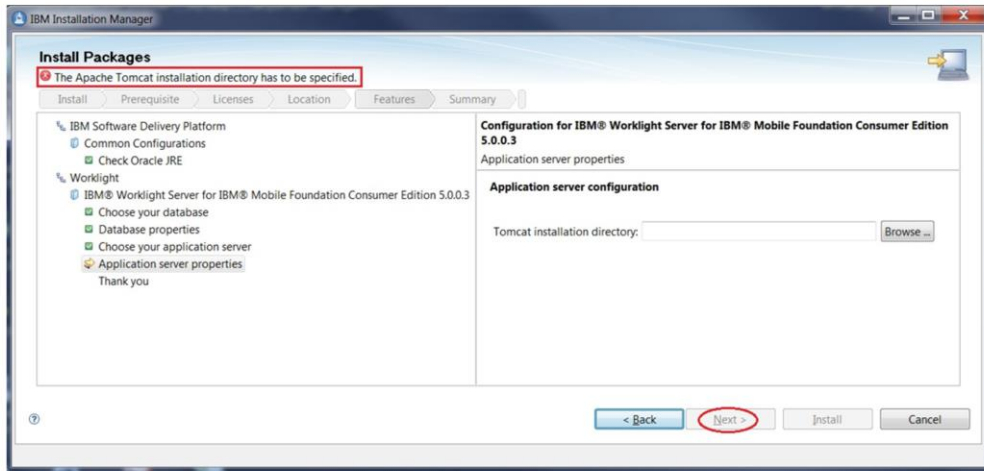 IBM Installation Manager
Install Packages
The Apache Tomcat installation directory has to be specified.
Install Prerequisite Licenses Location Features Summary
IBM Software Delivery Platform
Common Configurations
Check Oracle JRE
Worklight
IBM® Worklight Server for IBM® Mobile Foundation Consumer Edition 5.0.0.3
Choose your database
Database properties
Choose your application server
Application server properties
Thank you
Configuration for IBM® Worklight Server for IBM® Mobile Foundation Consumer Edition
5.0.0.3
Application server properties
Application server configuration
Tomcat installation directory: Browse ...
? < Back Next > Install Cancel